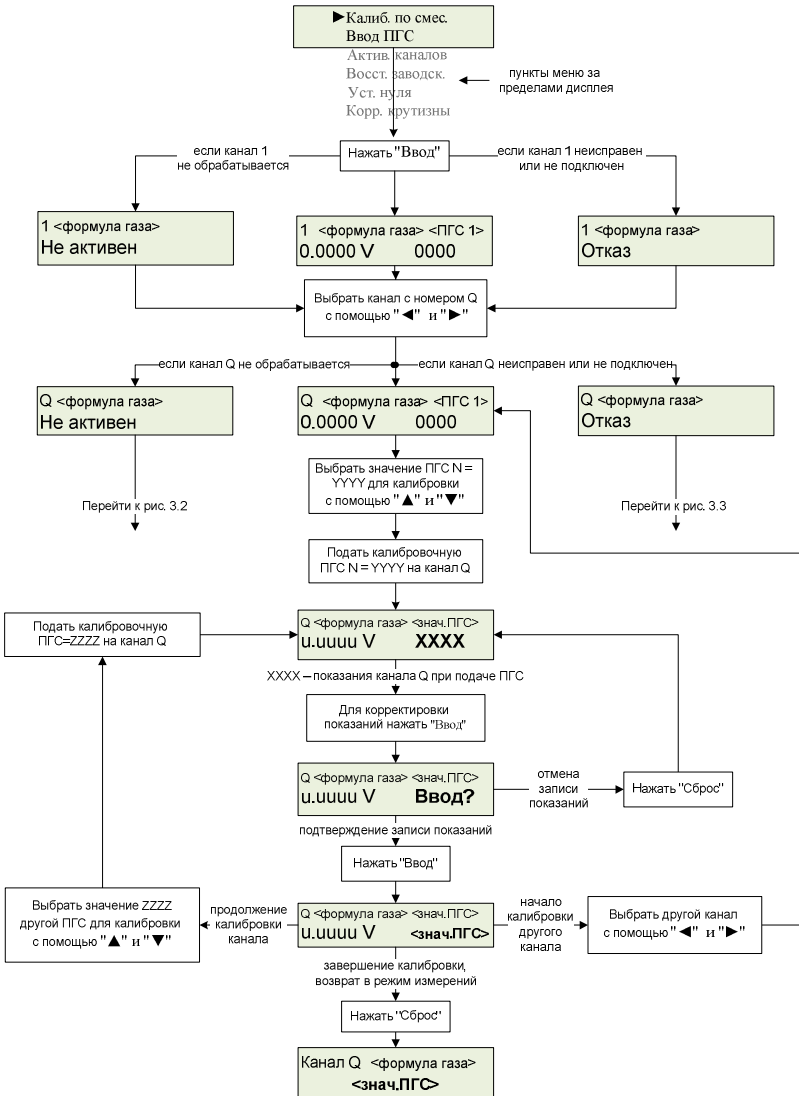 ►Калиб. по смес.
Ввод ПГС
Актив. каналов
Восст. заводск.
Уст. нуля
Корр. крутизны
пункты меню за
пределами дисплея
Нажать "Ввод"
если канал 1
не обрабатывается
если канал 1 неисправен
или не подключен
1 <формула газа>
Не активен
1 <формула газа> <ПГС 1>
0.0000 V 0000
1 <формула газа>
Отказ
Выбрать канал с номером Q
с помощью "◄" и "►"
если канал Q не обрабатывается
если канал Q неисправен или не подключен
Q <формула газа>
Не активен
Q <формула газа> <ПГС 1>
0.0000 V 0000
Q <формула газа>
Отказ
Выбрать значение ПГС N =
YYYY для калибровки
с помощью "▲" и "▼"
Перейти к рис. 3.2
Перейти к рис. 3.3
Подать калибровочную
ПГС N = YYYY на канал Q
Подать калибровочную
ПГС=ZZZZ на канал Q
Q <формула газа> <знач.ПГС>
u.uuuu V XXXX
XXXX – показания канала Q при подаче ПГС
Для корректировки
показаний нажать "Ввод"
Q <формула газа> <знач.ПГС>
u.uuuu V Ввод?
отмена
записи
показаний
Нажать "Сброс"
подтверждение записи показаний
Нажать "Ввод"
Выбрать значение ZZZZ
другой ПГС для калибровки
с помощью "▲" и "▼"
продолжение
калибровки
канала
Q <формула газа> <знач.ПГС>
u.uuuu V <знач.ПГС>
начало
калибровки
другого
канала
Выбрать другой канал
с помощью "◄" и "►"
завершение калибровки,
возврат в режим измерений
Нажать "Сброс"
Канал Q <формула газа>
<знач.ПГС>